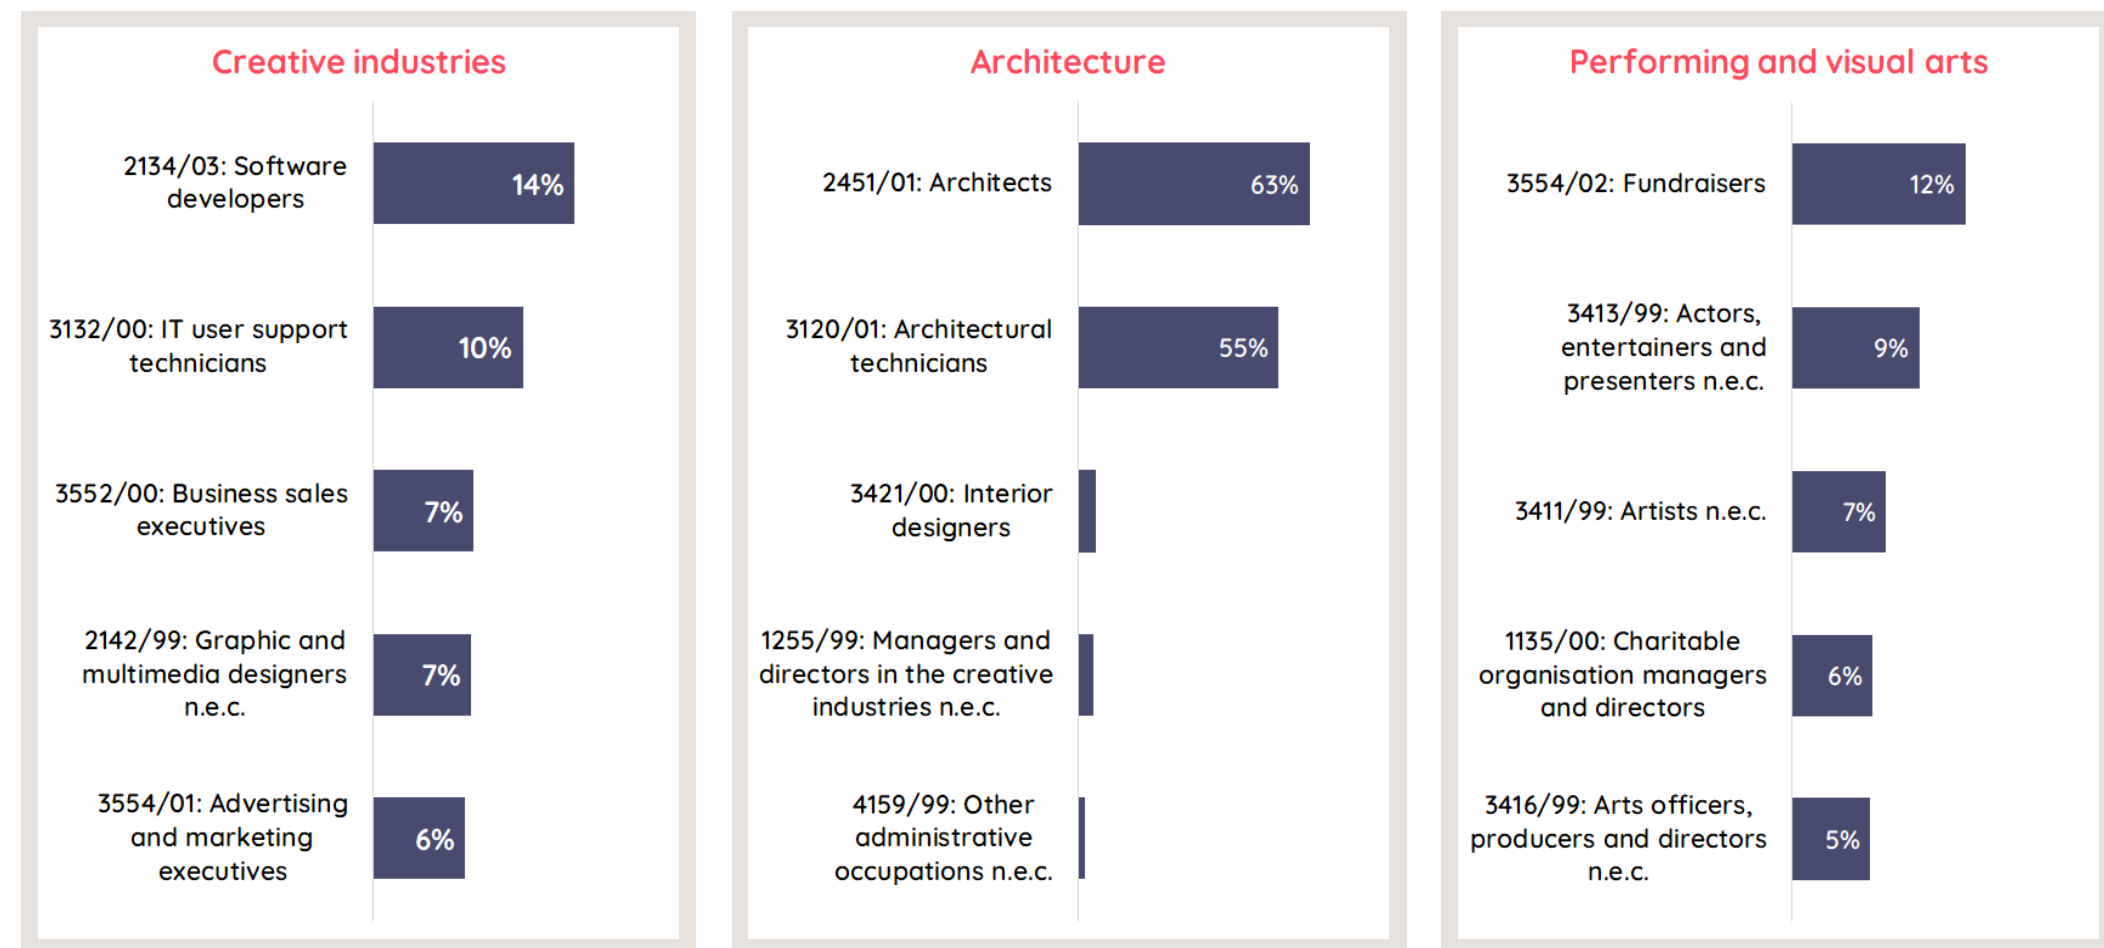 Creative industries
2134/03: Software
developers
14%
3132/00: IT user support
technicians
10%
3552/00: Business sales
executives
7%
2142/99: Graphic and
multimedia designers
n.e.c.
7%
3554/01: Advertising
and marketing
executives
6%
Architecture
2451/01: Architects
63%
3120/01: Architectural
technicians
55%
3421/00: Interior
designers
1255/99: Managers and
directors in the creative
industries n.e.c.
4159/99: Other
administrative
occupations n.e.c.
Performing and visual arts
3554/02: Fundraisers
12%
3413/99: Actors,
entertainers and
presenters n.e.c.
9%
3411/99: Artists n.e.c.
7%
1135/00: Charitable
organisation managers
and directors
6%
3416/99: Arts officers,
producers and directors
n.e.c.
5%